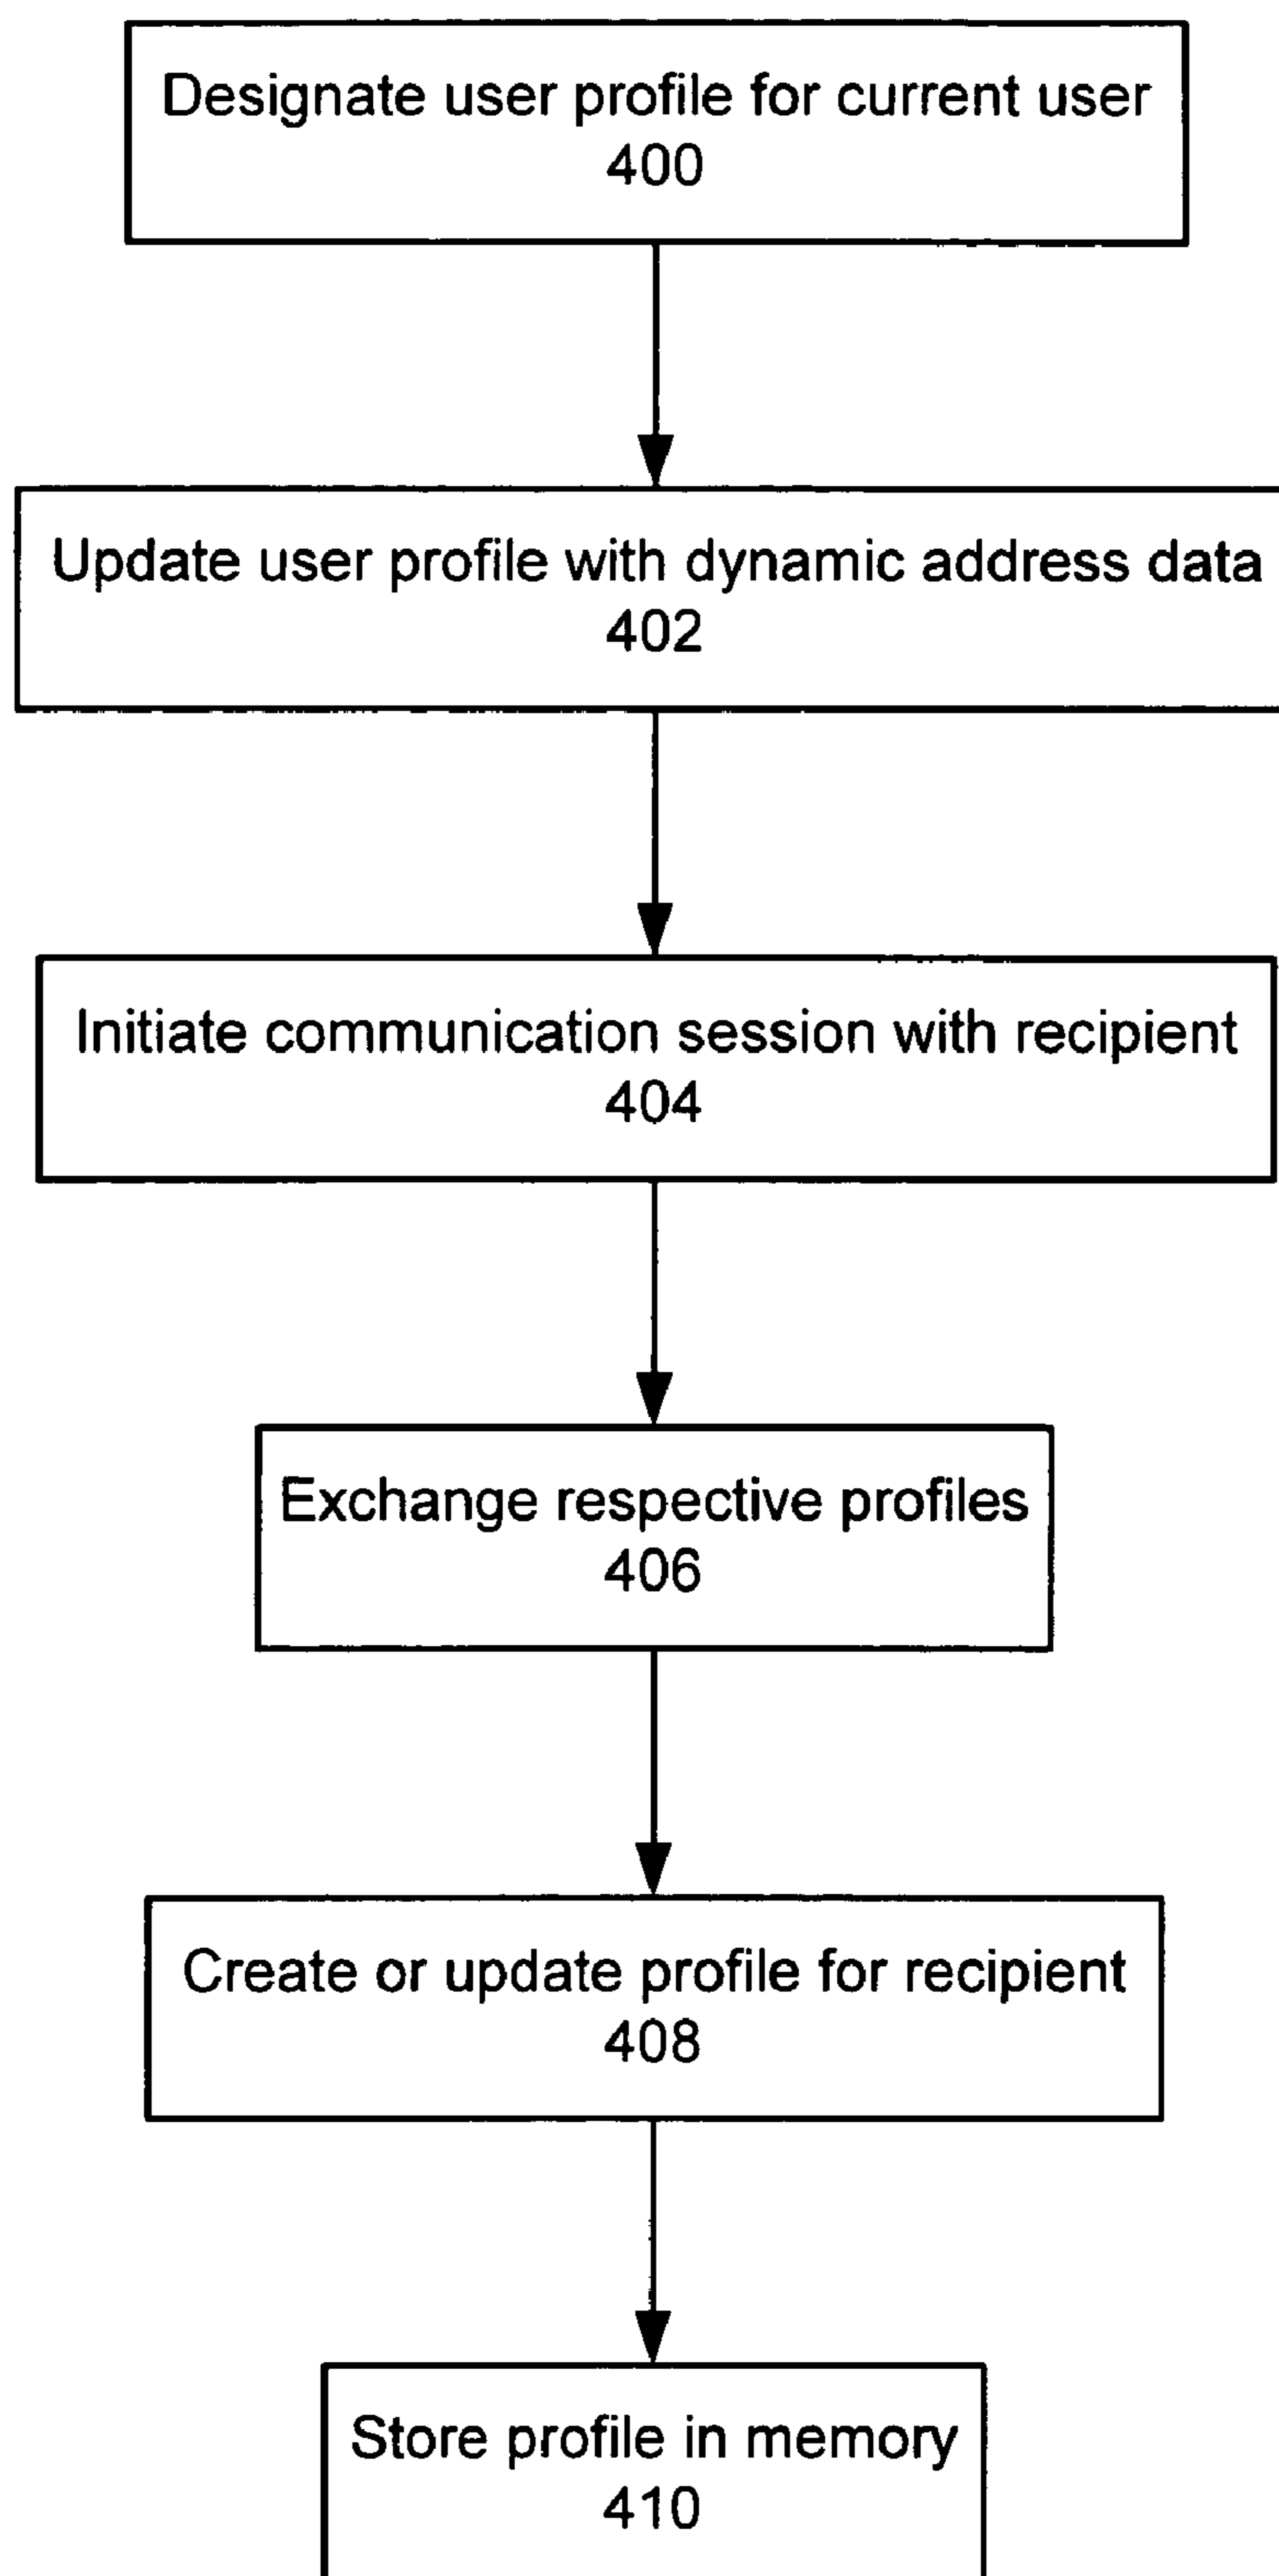 Designate user profile for current user
400
Update user profile with dynamic address data
402
Initiate communication session with recipient
404
Exchange respective profiles
406
Create or update profile for recipient
408
Store profile in memory
410